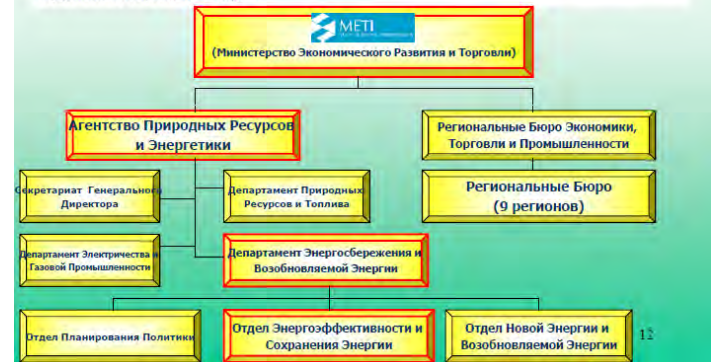 METI
(Министерство Экономического Развития и Торговли)
Агентство Природных Ресурсов
и Энергетики
Региональные Бюро Экономики,
Торговли и Промышленности
Секретариат Генерального
Директора
Департамент Природных
Ресурсов и Топлива
Региональные Бюро
(9 регионов)
Департамент Электричества и
Газовой Промышленности
Департамент Энергосбережения и
Возобновляемой Энергии
Отдел Планирования Политики
Отдел Энергоэффективности и
Сохранения Энергии
Отдел Новой Энергии и
Возобновляемой Энергии
12